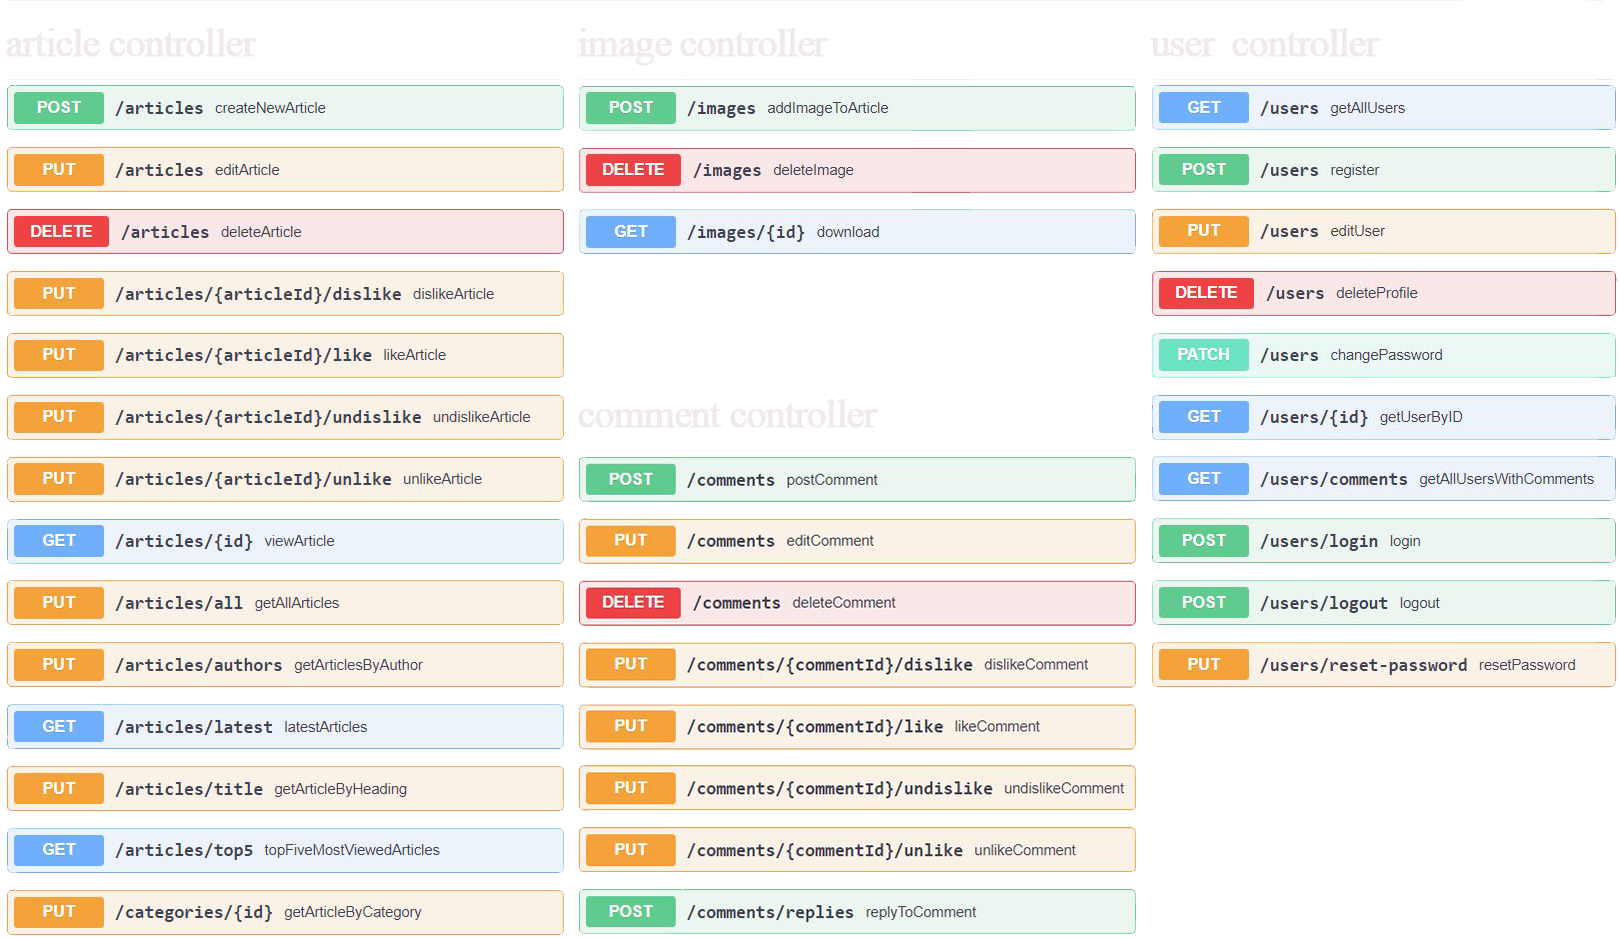 article controller
POST /articles createNewArticle
PUT /articles editArticle
DELETE /articles deleteArticle
PUT /articles/{articleId}/dislike dislikeArticle
PUT /articles/{articleId}/like likeArticle
PUT /articles/{articleId}/undislike undislikeArticle
PUT /articles/{articleId}/unlike unlikeArticle
GET /articles/{id} viewArticle
PUT /articles/all getAllArticles
PUT /articles/authors getArticlesByAuthor
GET /articles/latest latestArticles
PUT /articles/title getArticleByHeading
GET /articles/top5 topFiveMostViewedArticles
PUT /categories/{id} getArticleByCategory
image controller
POST /images addImageToArticle
DELETE /images deleteImage
GET /images/{id} download
comment controller
POST /comments postComment
PUT /comments editComment
DELETE /comments deleteComment
PUT /comments/{commentId}/dislike dislikeComment
PUT /comments/{commentId}/like likeComment
PUT /comments/{commentId}/undislike undislikeComment
PUT /comments/{commentId}/unlike unlikeComment
POST /comments/replies replyToComment
user controller
GET /users getAllUsers
POST /users register
PUT /users editUser
DELETE /users deleteProfile
PATCH /users changePassword
GET /users/{id} getUserByID
GET /users/comments getAllUsersWithComments
POST /users/login login
POST /users/logout logout
PUT /users/reset-password resetPassword